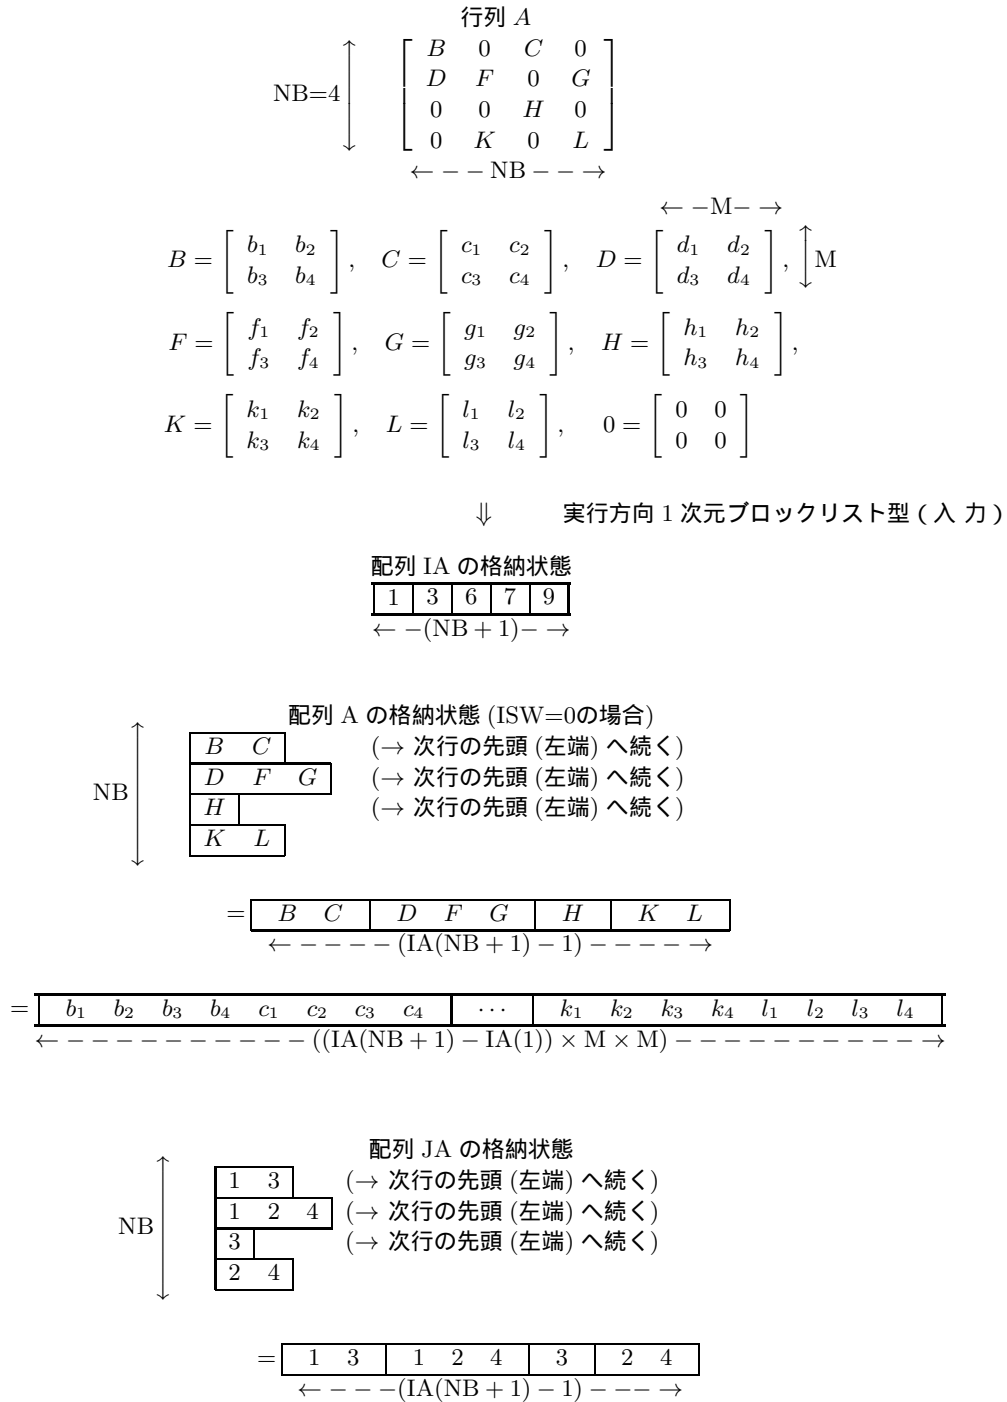 行列 A
B 0 C 0
NB=4 D F 0 G
0 0 H 0
0 K 0 L
← − − NB − − →
← −M− →
B = [ b1 b2 b3 b4 ], C = [ c1 c2 c3 c4 ], D = [ d1 d2 d3 d4 ], M
F = [ f1 f2 f3 f4 ], G = [ g1 g2 g3 g4 ], H = [ h1 h2 h3 h4 ],
K = [ k1 k2 k3 k4 ], L = [ l1 l2 l3 l4 ], 0 = [ 0 0 0 0 ]
⇓ 実行方向 1 次元ブロックリスト型 ( 入 力 )
配列 IA の格納状態
1 3 6 7 9
← −(NB + 1)− →
配列 A の格納状態 (ISW=0の場合)
B C (→ 次行の先頭 (左端) へ続く)
D F G (→ 次行の先頭 (左端) へ続く)
NB
H (→ 次行の先頭 (左端) へ続く)
K L
= B C D F G H K L
← − − − − (IA(NB + 1) − 1) − − − − →
= b1 b2 b3 b4 c1 c2 c3 c4 ··· k1 k2 k3 k4 l1 l2 l3 l4
← − − − − − − − − − − − ((IA(NB + 1) − IA(1)) × M × M) − − − − − − − − − − − →
配列 JA の格納状態
1 3 (→ 次行の先頭 (左端) へ続く)
1 2 4 (→ 次行の先頭 (左端) へ続く)
NB
3 (→ 次行の先頭 (左端) へ続く)
2 4
= 1 3 1 2 4 3 2 4
← − − − −(IA(NB + 1) − 1) − − − − →